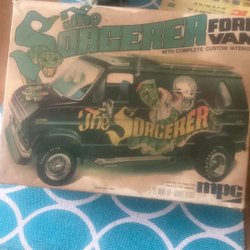 The
SORCERER
FORD
VAN
WITH COMPLETE CUSTOM INTERIOR
The SORCERER
mpc